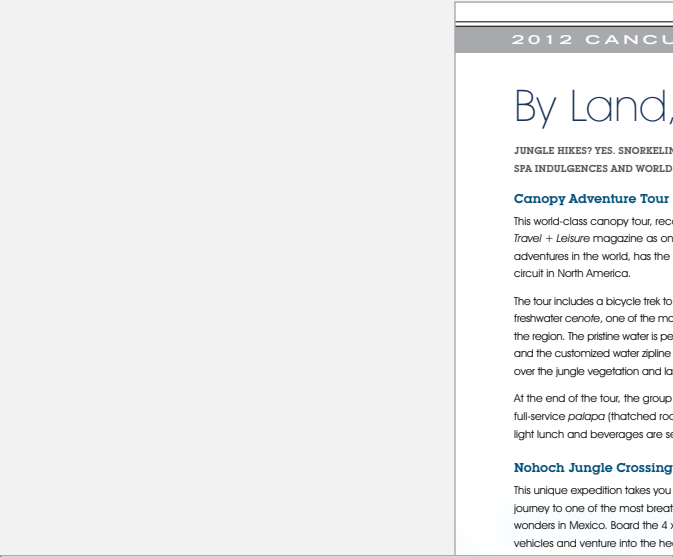 2012 CANCU
By Land,
JUNGLE HIKES? YES. SNORKELIN
SPA INDULGENCES AND WORLD
Canopy Adventure Tour
This world-class canopy tour, rec
Travel + Leisure magazine as on
adventures in the world, has the
circuit in North America.
The tour includes a bicycle trek to
freshwater cenote, one of the mo
the region. The pristine water is pe
and the customized water zipline
over the jungle vegetation and la
At the end of the tour, the group
full-service palapa (thatched roo
light lunch and beverages are se
Nohoch Jungle Crossing
This unique expedition takes you
journey to one of the most breat
wonders in Mexico. Board the 4 x
vehicles and venture into the hea